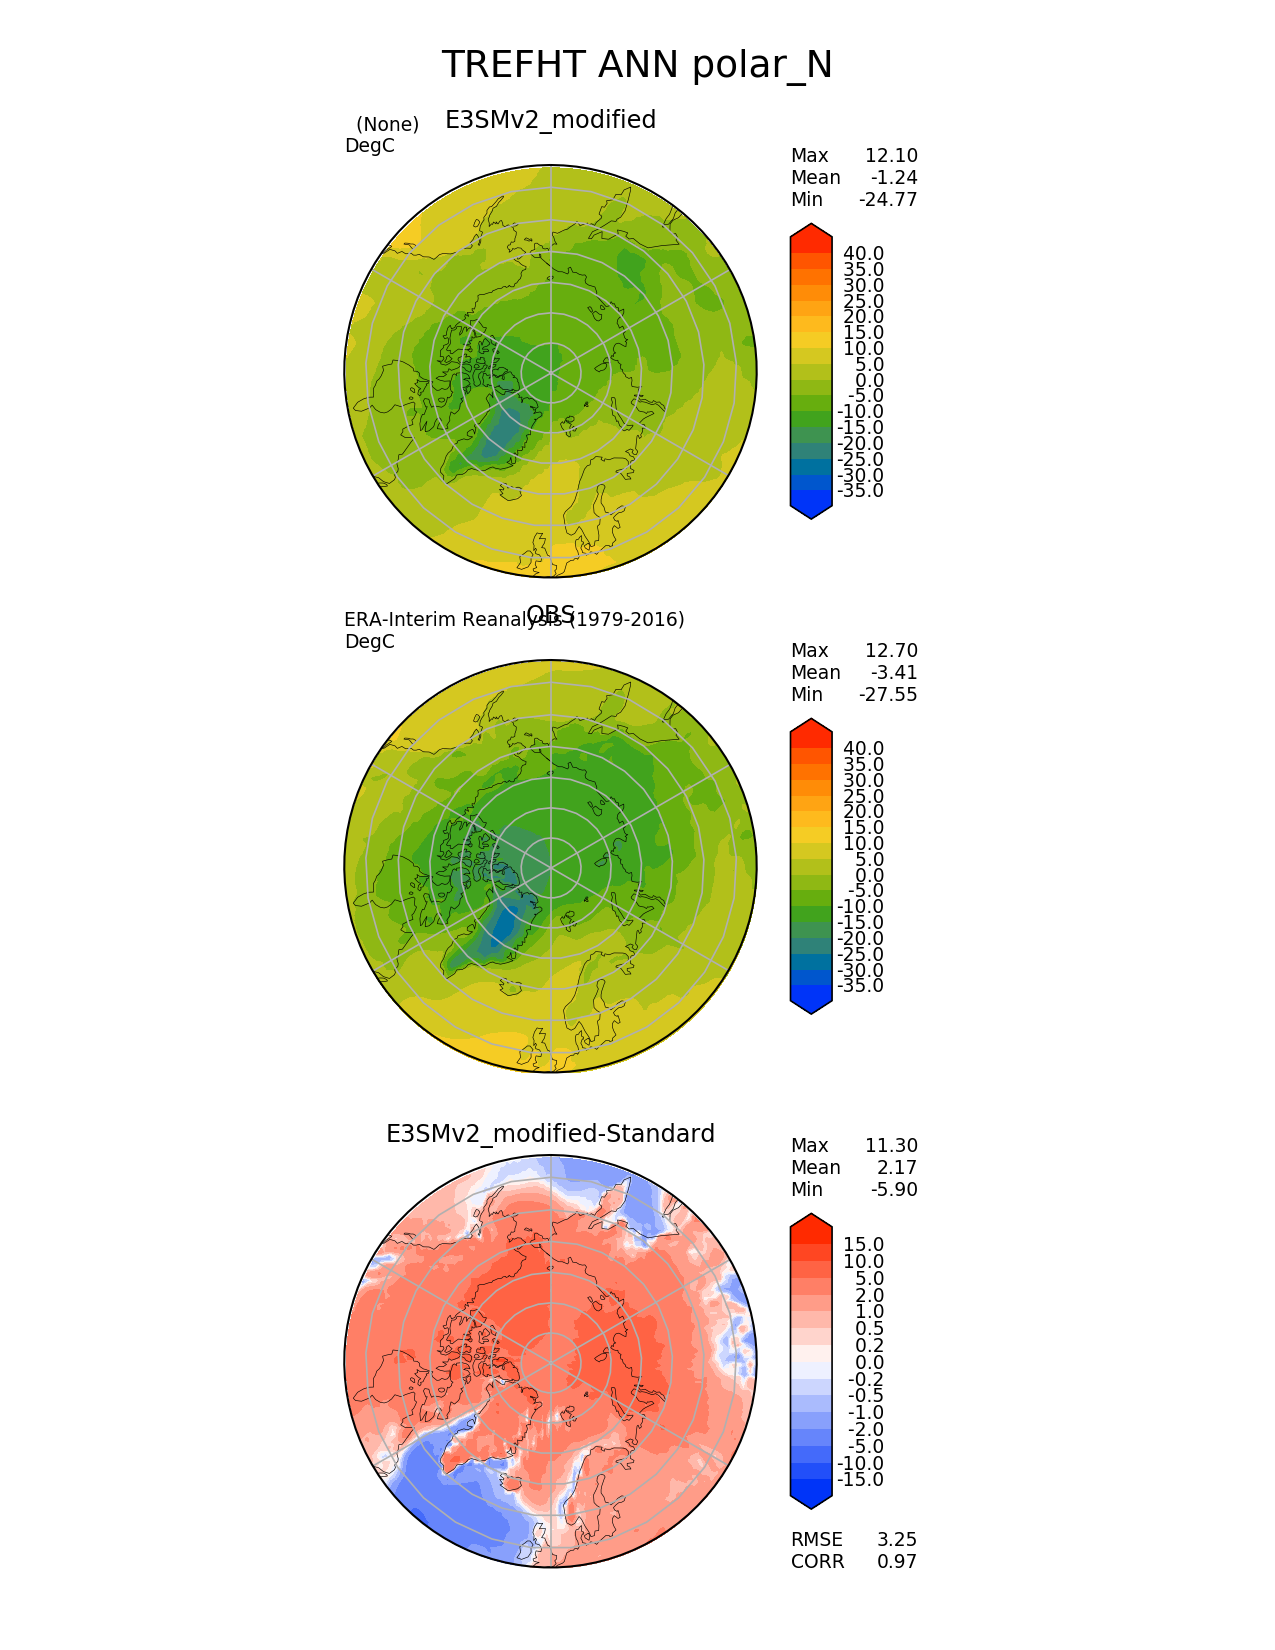 TREFHT ANN polar_N
(None) E3SMv2_modified
DegC
Max 12.10
Mean -1.24
Min -24.77
40.0
35.0
30.0
25.0
20.0
15.0
10.0
5.0
0.0
-5.0
-10.0
-15.0
-20.0
-25.0
-30.0
-35.0
OBS
ERA-Interim Reanalysis (1979-2016)
DegC
Max 12.70
Mean -3.41
Min -27.55
40.0
35.0
30.0
25.0
20.0
15.0
10.0
5.0
0.0
-5.0
-10.0
-15.0
-20.0
-25.0
-30.0
-35.0
E3SMv2_modified-Standard
Max 11.30
Mean 2.17
Min -5.90
15.0
10.0
5.0
2.0
1.0
0.5
0.2
0.0
-0.2
-0.5
-1.0
-2.0
-5.0
-10.0
-15.0
RMSE 3.25
CORR 0.97